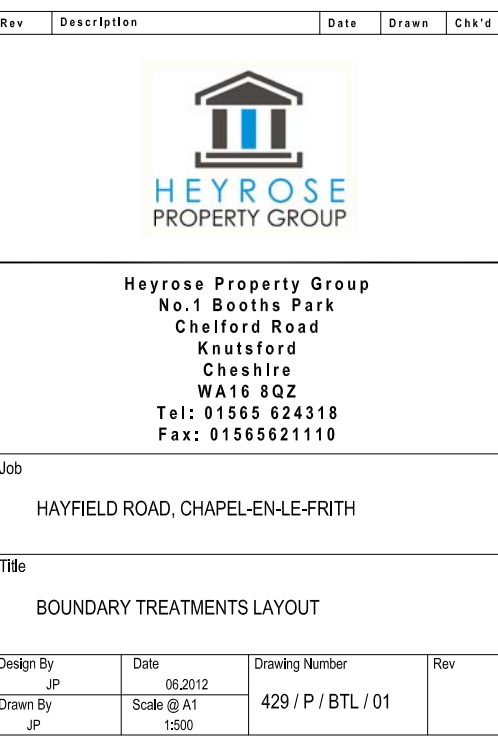 Rev Description Date Drawn Chk'd
HEYROSE
PROPERTY GROUP
Heyrose Property Group
No.1 Booths Park
Chelford Road
Knutsford
Cheshire
WA16 8QZ
Tel: 01565 624318
Fax: 01565621110
Job
HAYFIELD ROAD, CHAPEL-EN-LE-FRITH
Title
BOUNDARY TREATMENTS LAYOUT
Design By Date Drawing Number Rev
JP 06.2012
429 / P / BTL / 01
Drawn By Scale @ A1
JP 1:500